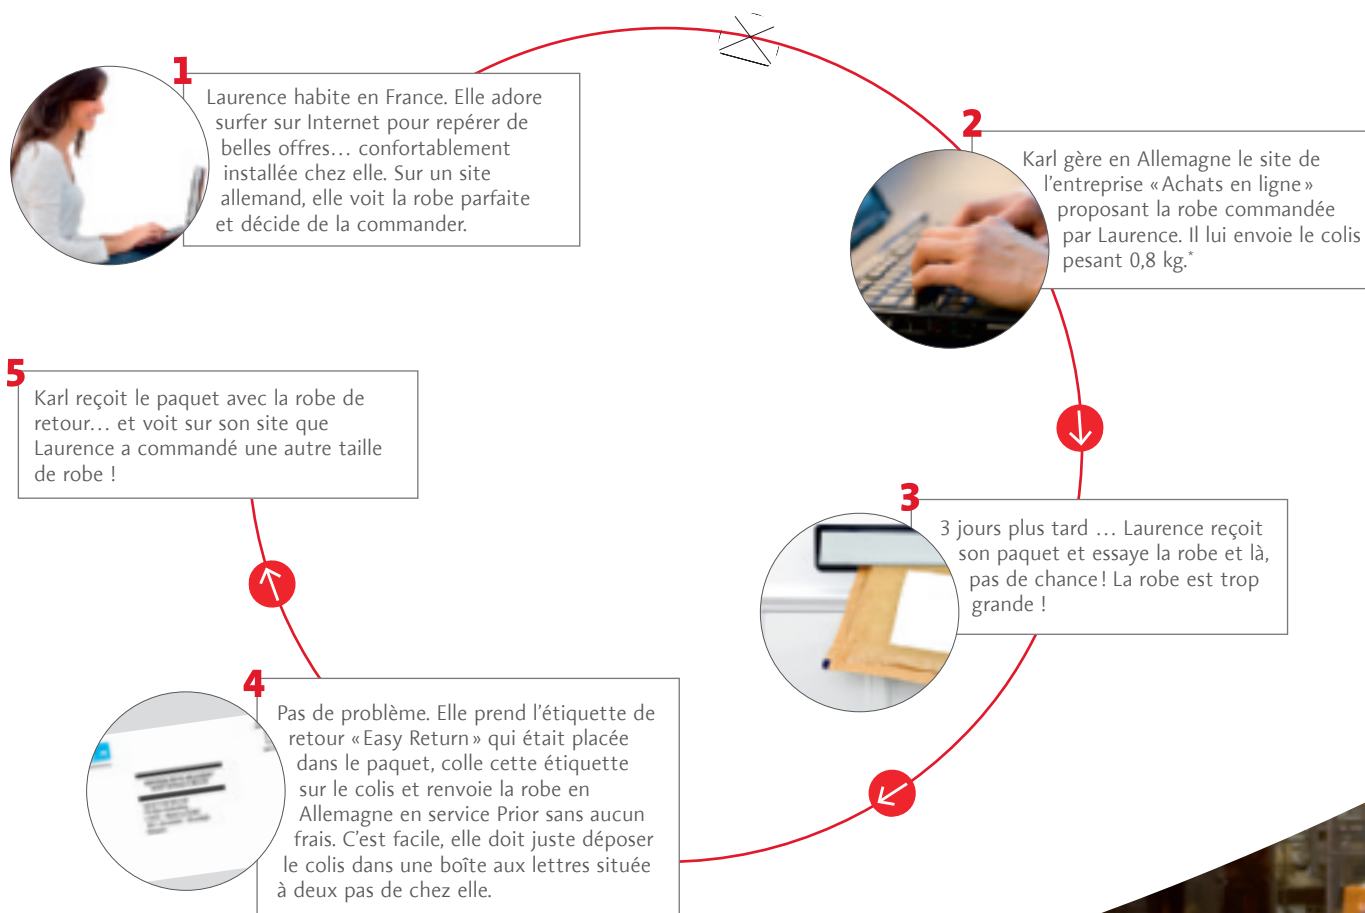 1
Laurence habite en France. Elle adore
surfer sur Internet pour repérer de
belles offres… confortablement
installée chez elle. Sur un site
allemand, elle voit la robe parfaite
et décide de la commander.
2
Karl gère en Allemagne le site de
l’entreprise «Achats en ligne»
proposant la robe commandée
par Laurence. Il lui envoie le colis
pesant 0,8 kg.*
3
3 jours plus tard … Laurence reçoit
son paquet et essaye la robe et là,
pas de chance! La robe est trop
grande !
4
Pas de problème. Elle prend l’étiquette de
retour «Easy Return» qui était placée
dans le paquet, colle cette étiquette
sur le colis et renvoie la robe en
Allemagne en service Prior sans aucun
frais. C’est facile, elle doit juste déposer
le colis dans une boîte aux lettres située
à deux pas de chez elle.
5
Karl reçoit le paquet avec la robe de
retour… et voit sur son site que
Laurence a commandé une autre taille
de robe !